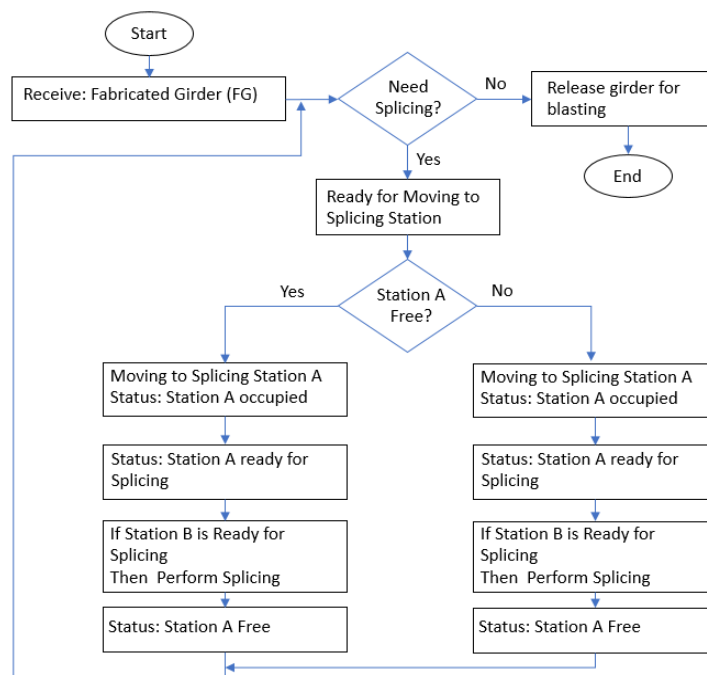 Start
Receive: Fabricated Girder (FG)
Need
Splicing?
No
Release girder for
blasting
End
Yes
Ready for Moving to
Splicing Station
Station A
Free?
Yes
No
Moving to Splicing Station A
Status: Station A occupied
Status: Station A ready for
Splicing
If Station B is Ready for
Splicing
Then Perform Splicing
Status: Station A Free
Moving to Splicing Station A
Status: Station A occupied
Status: Station A ready for
Splicing
If Station B is Ready for
Splicing
Then Perform Splicing
Status: Station A Free